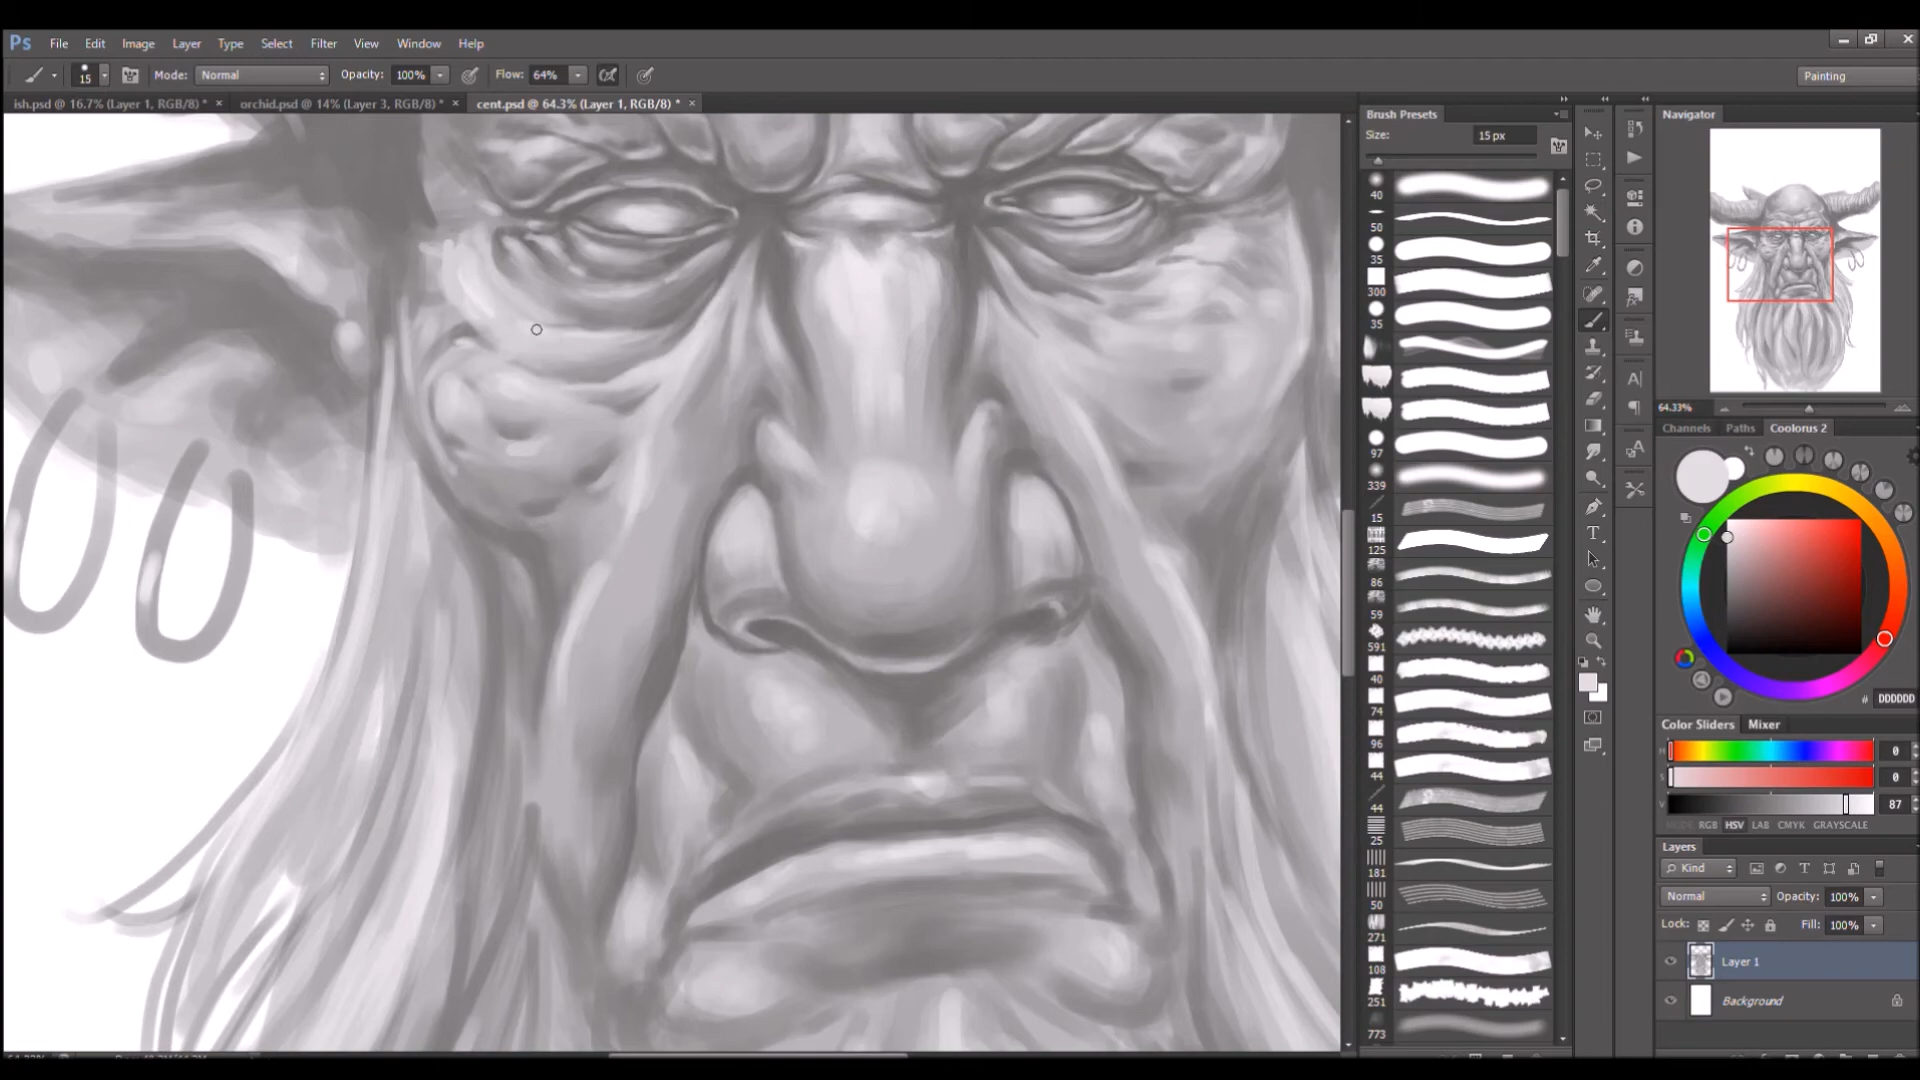 Ps File Edit Image Layer Type Select Filter View Window Help
15 Mode: Normal Opacity: 100% Flow: 64% Painting
ish.psd @ 16.7% (Layer 1, RGB/8) * × orchid.psd @ 14% (Layer 3, RGB/8) * × cent.psd @ 64.3% (Layer 1, RGB/8) * ×
Brush Presets
Size: 15 px
40
50
35
300
35
97
339
15
125
86
59
591
40
74
96
44
44
25
181
50
271
108
251
773
Navigator
64.33%
Channels Paths Coolorus 2
# DDDDDD
Color Sliders Mixer
H 0
S 0
V 87
RGB HSV LAB CMYK GRAYSCALE
Layers
Kind
Normal Opacity: 100%
Lock: Fill: 100%
Layer 1
Background